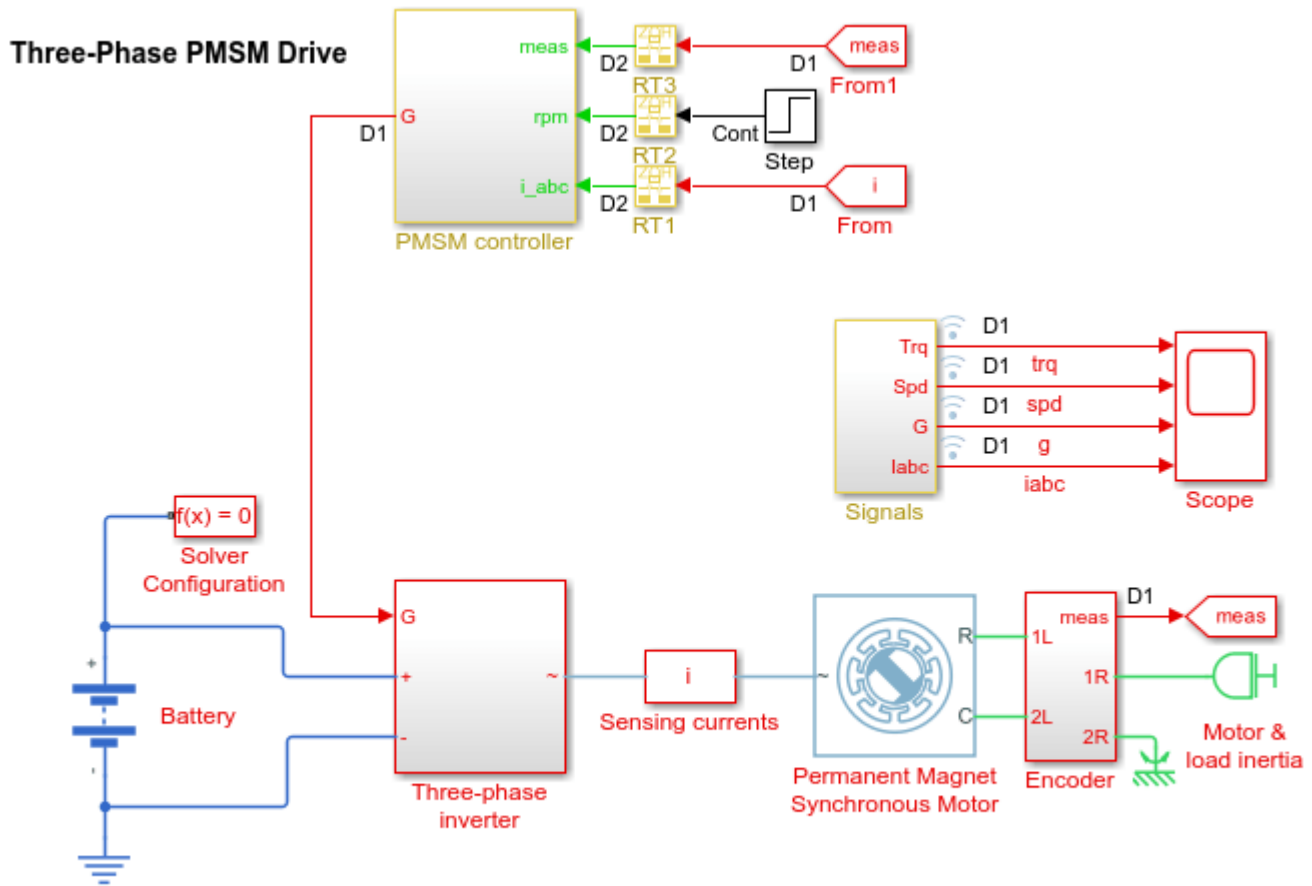 Three-Phase PMSM Drive
meas
D2
D1
meas
RT3
From1
G
D1
rpm
D2
Cont
RT2
Step
i_abc
D2
D1
i
RT1
From
PMSM controller
D1
Trq
D1
trq
Spd
D1
spd
G
D1
g
Iabc
iabc
Scope
Signals
f(x) = 0
Solver
Configuration
G
+
-
~
Three-phase
inverter
i
Sensing currents
+
Battery
-
~
R
C
Permanent Magnet
Synchronous Motor
1L
2L
meas
1R
2R
Encoder
D1
meas
Motor &
load inertia